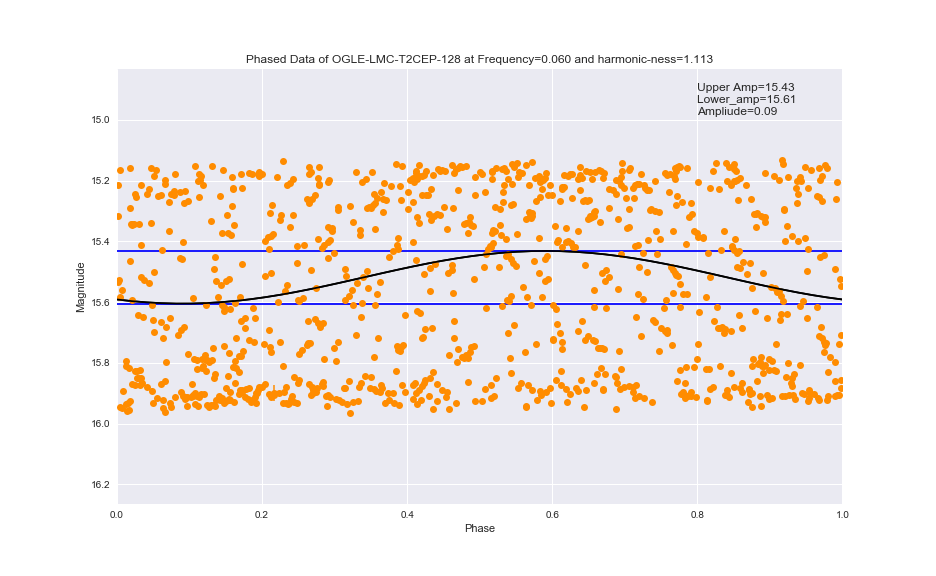 Phased Data of OGLE-LMC-T2CEP-128 at Frequency=0.060 and harmonic-ness=1.113
Upper Amp=15.43
Lower_amp=15.61
Ampliude=0.09
15.0
15.2
15.4
15.6
15.8
16.0
16.2
Magnitude
0.0 0.2 0.4 0.6 0.8 1.0
Phase